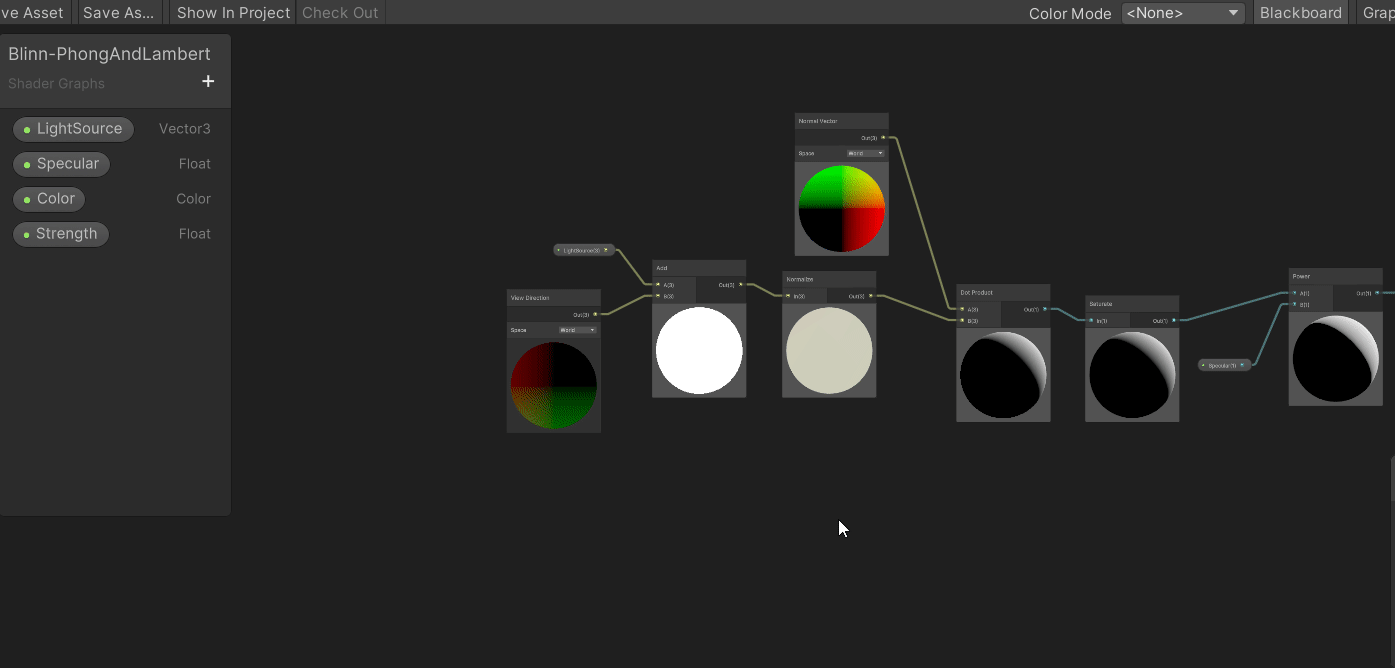 ve Asset
Save As...
Show In Project
Check Out
Color Mode
<None>
Blackboard
Grap
Blinn-PhongAndLambert
Shader Graphs
+
LightSource Vector3
Specular Float
Color Color
Strength Float
Normal Vector
Out(3)
Space World
LightSource(3)
View Direction
Out(3)
Space World
Add
A(3) Out(3)
B(3)
Normalize
In(3) Out(3)
Dot Product
A(3) Out(1)
B(3)
Saturate
In(1) Out(1)
Specular(1)
Power
A(1) Out(1)
B(1)